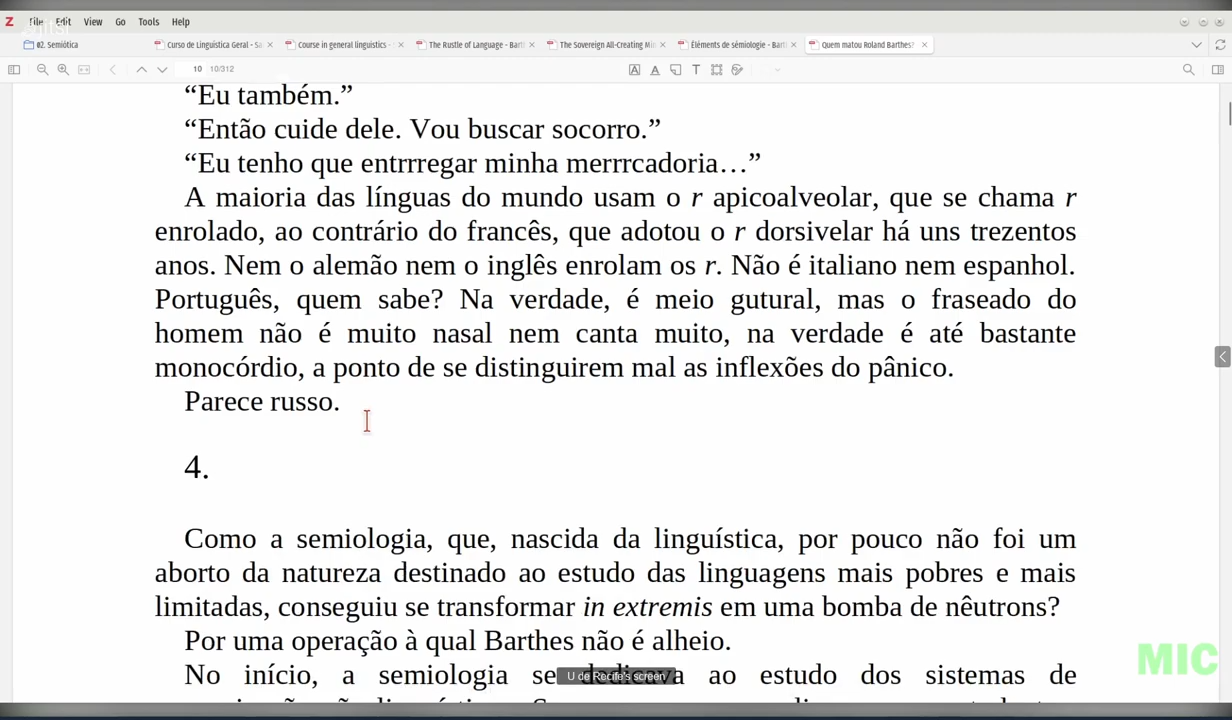 File Edit View Go Tools Help
02. Semiótica
Curso de Linguística Geral - Sa
Course in general linguistics -
The Rustle of Language - Bart
The Sovereign All-Creating Min
Éléments de sémiologie - Barth
Quem matou Roland Barthes?
10 10/312
“Eu também.”
“Então cuide dele. Vou buscar socorro.”
“Eu tenho que entrrregar minha merrrcadoria…”
A maioria das línguas do mundo usam o r apicoalveolar, que se chama r
enrolado, ao contrário do francês, que adotou o r dorsivelar há uns trezentos
anos. Nem o alemão nem o inglês enrolam os r. Não é italiano nem espanhol.
Português, quem sabe? Na verdade, é meio gutural, mas o fraseado do
homem não é muito nasal nem canta muito, na verdade é até bastante
monocórdio, a ponto de se distinguirem mal as inflexões do pânico.
Parece russo.
4.
Como a semiologia, que, nascida da linguística, por pouco não foi um
aborto da natureza destinado ao estudo das linguagens mais pobres e mais
limitadas, conseguiu se transformar in extremis em uma bomba de nêutrons?
Por uma operação à qual Barthes não é alheio.
No início, a semiologia se dedicava ao estudo dos sistemas de
U de Recife's screen
MIC